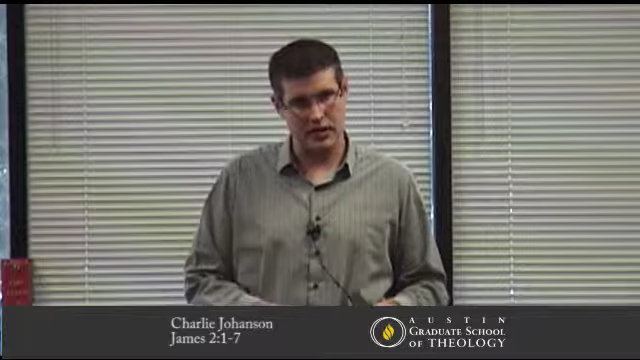 Charlie Johanson
James 2:1-7
AUSTIN
GRADUATE SCHOOL
OF THEOLOGY